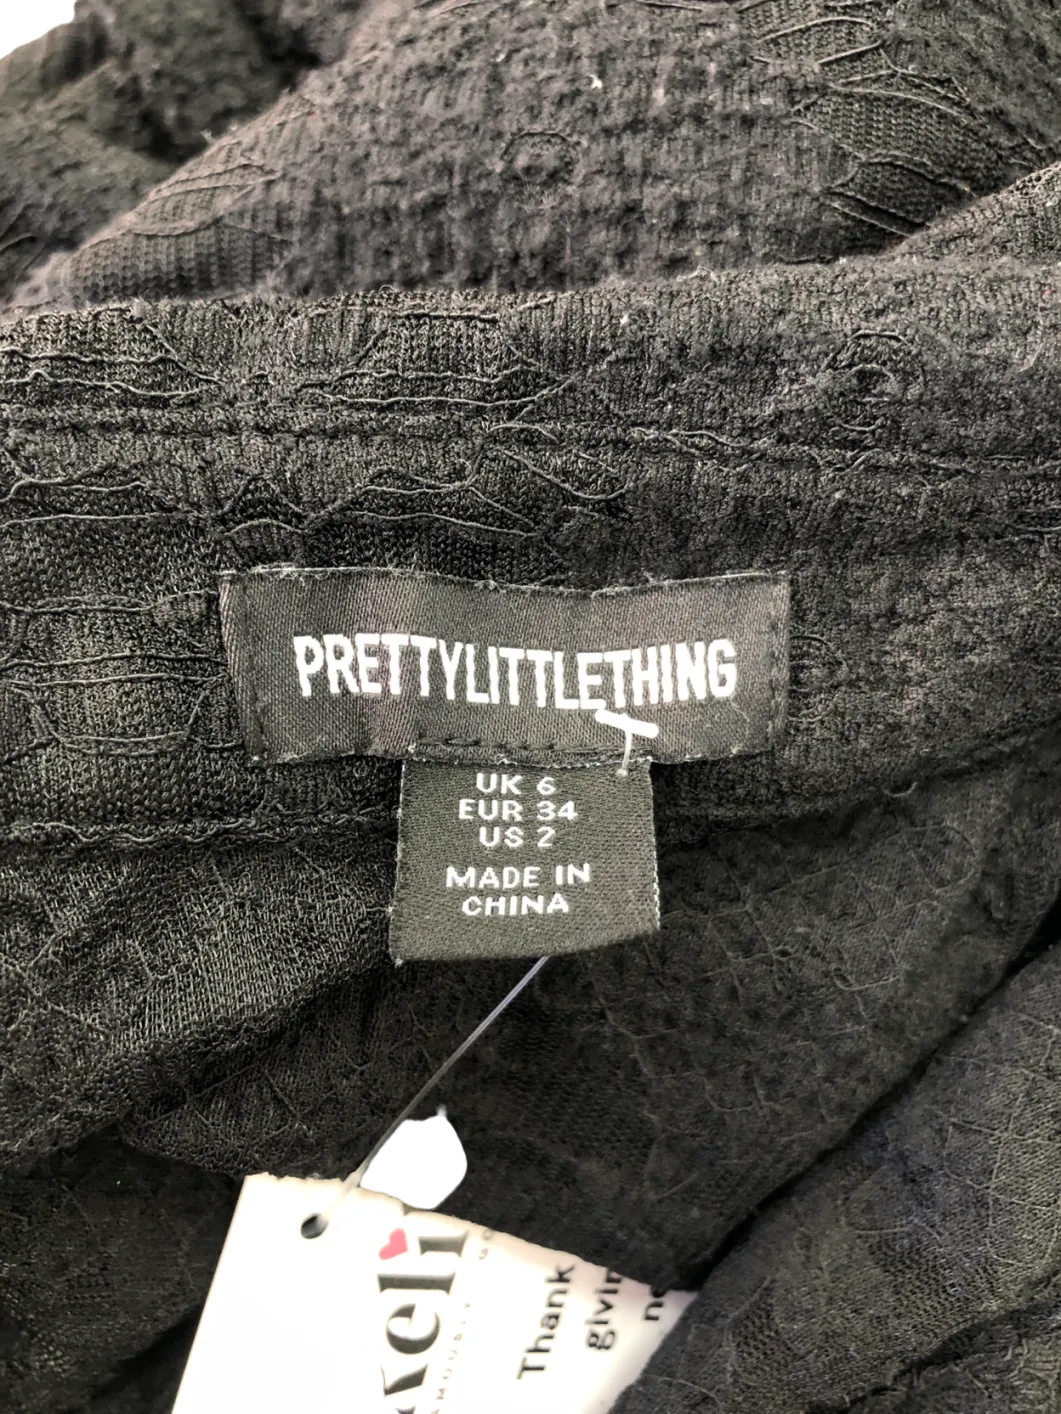 PRETTYLITTLETHING
UK 6
EUR 34
US 2
MADE IN
CHINA
Thank